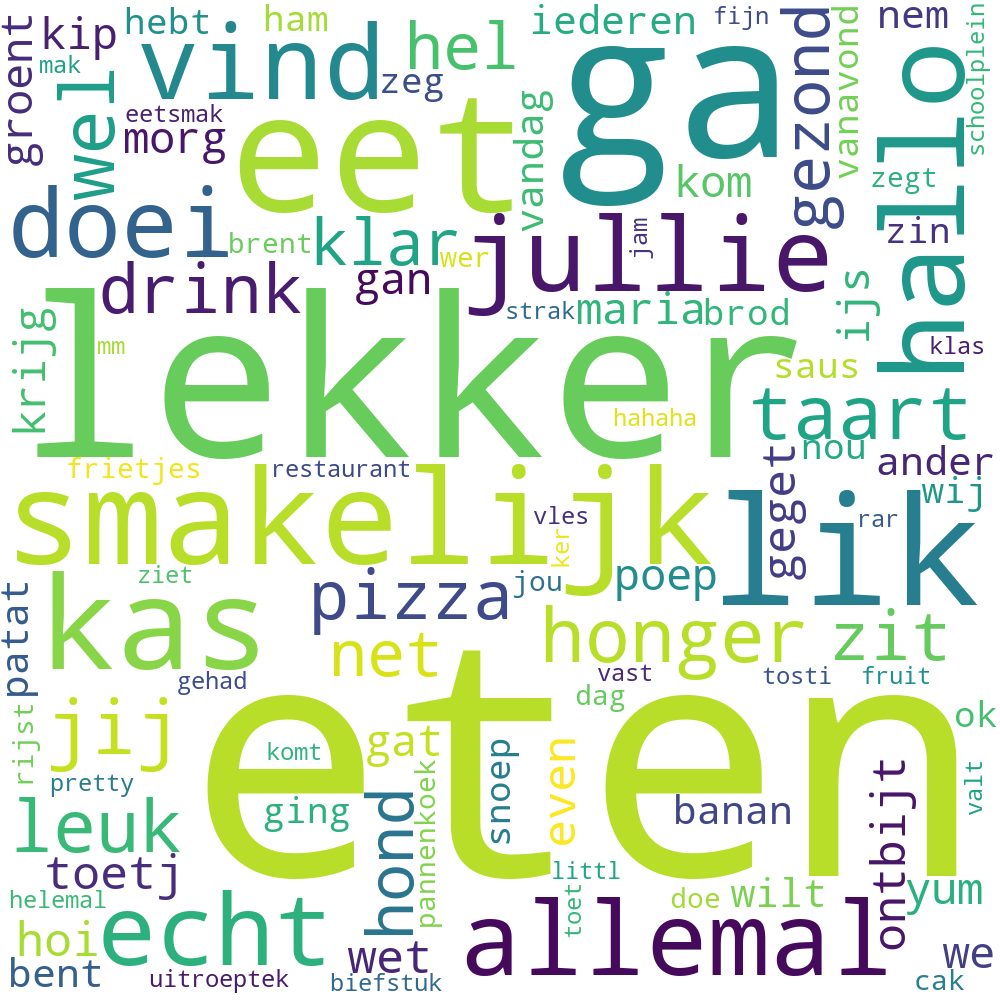 groent
kip
mak
hebt
ham
vind
hel
zeg
iederen
fijn
nem
schoolplein
eetsmak
morg
wel
eet
ga
vandag
kom
gezond
vanavond
hallo
zegt
zin
doei
brent
klar
wer
jullie
jam
drink
gan
strak
maria
brod
ijs
klas
krijg
mm
lekker
hahaha
saus
taart
nou
ander
frietjes
restaurant
smakelijk
vles
ker
lik
geget
rar
wij
kas
ziet
pizza
jou
poep
patat
net
honger
zit
gehad
vast
tosti
fruit
dag
rijst
jij
eten
gat
ok
komt
pretty
ging
hond
pannenkoek
snoep
even
banan
ontbijt
valt
leuk
toetj
helemal
littl
toet
doe
wilt
yum
hoi
echt
wet
allemal
we
bent
uitroeptek
biefstuk
cak